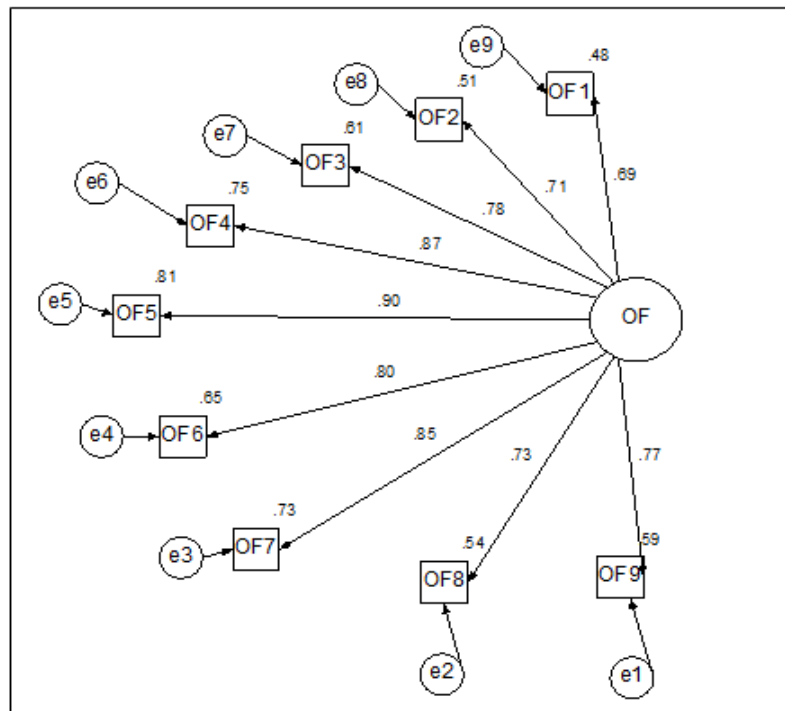 e9
.48
OF1
e8
.51
OF2
e7
.61
OF3
.69
.71
e6
.75
OF4
.78
.87
e5
.81
OF5
.90
OF
e4
.65
OF6
.80
.85
.73
.77
e3
.73
OF7
.54
OF8
.59
OF9
e2
e1